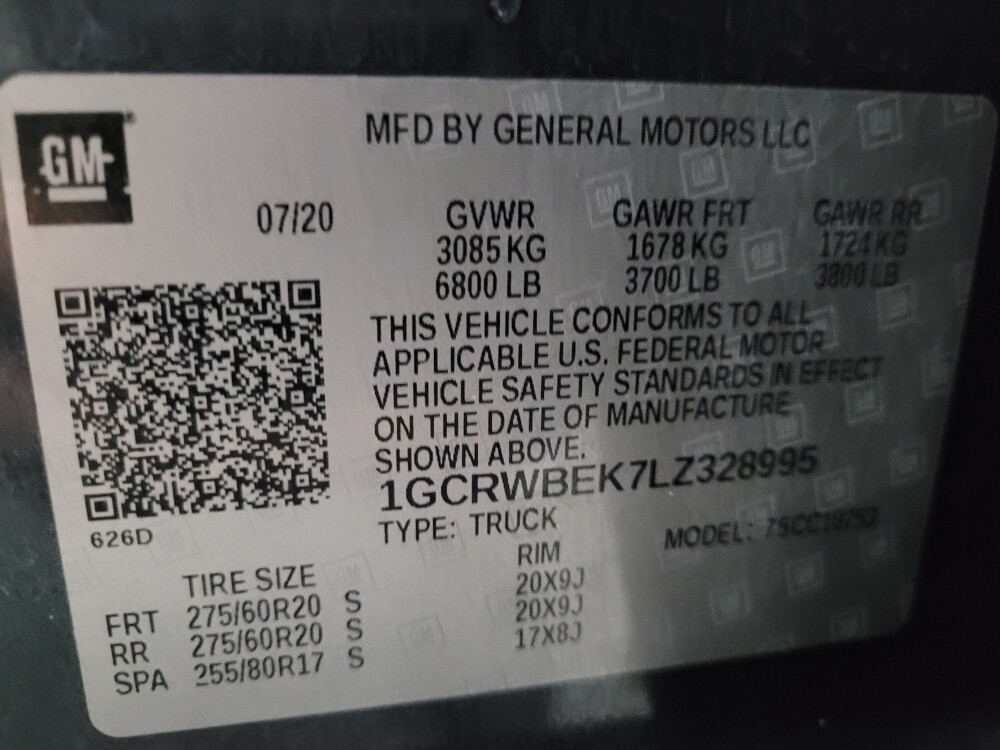 GM
MFD BY GENERAL MOTORS LLC
07/20 GVWR GAWR FRT GAWR RR
3085 KG 1678 KG 1724 KG
6800 LB 3700 LB 3800 LB
THIS VEHICLE CONFORMS TO ALL
APPLICABLE U.S. FEDERAL MOTOR
VEHICLE SAFETY STANDARDS IN EFFECT
ON THE DATE OF MANUFACTURE
SHOWN ABOVE.
1GCRWBEK7LZ328995
626D
TYPE: TRUCK MODEL:
TIRE SIZE RIM
FRT 275/60R20 S 20X9J
RR 275/60R20 S 20X9J
SPA 255/80R17 S 17X8J